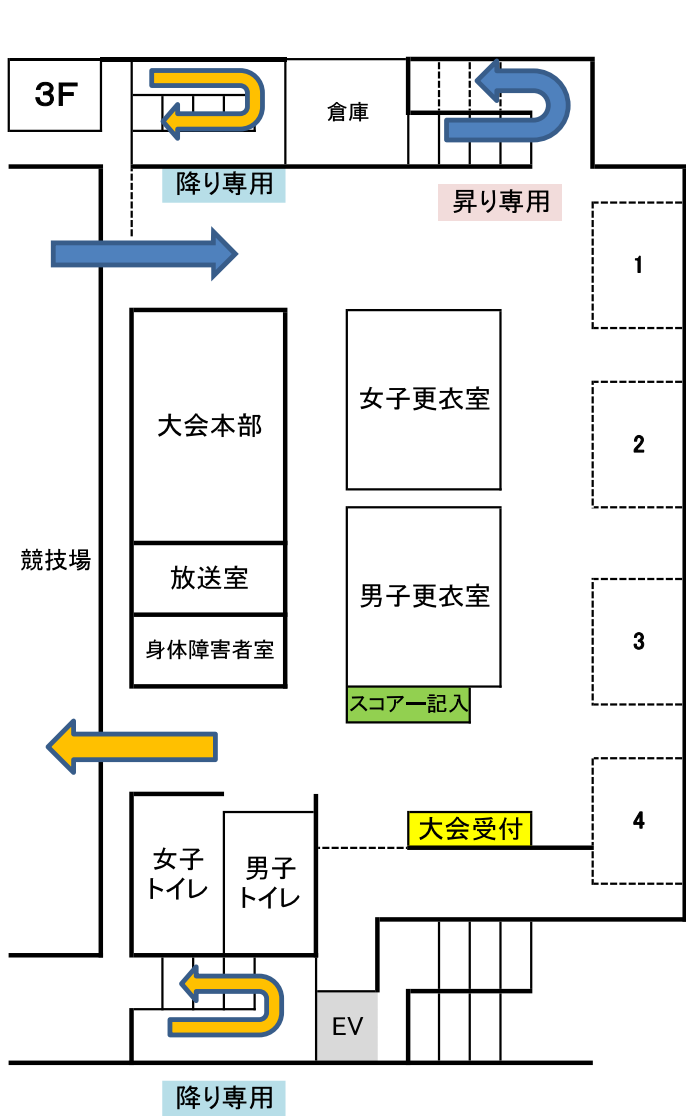 ３Ｆ
倉庫
降り専用
昇り専用
1
女子更衣室
大会本部
2
競技場
放送室
男子更衣室
身体障害者室
3
スコアー記入
4
大会受付
女子
トイレ
男子
トイレ
EV
降り専用